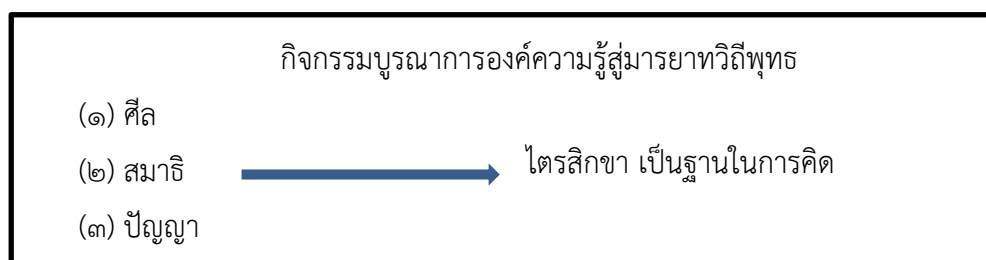 กิจกรรมบูรณาการองค์ความรู้สู่มารยาทวิถีพุทธ
(๑) ศีล
(๒) สมาธิ ไตรสิกขา เป็นฐานในการคิด
(๓) ปัญญา